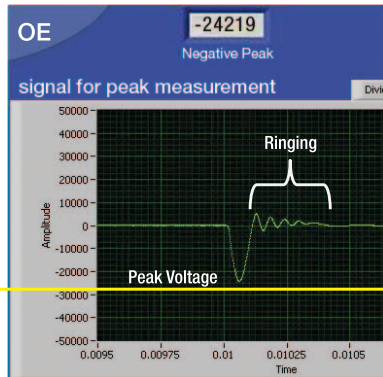 OE
-24219
Negative Peak
signal for peak measurement
Divi
50000
40000
30000
20000
10000
0
-10000
-20000
-30000
-40000
-50000
Amplitude
Ringing
Peak Voltage
0.0095
0.00975
0.01
0.01025
0.0105
Time